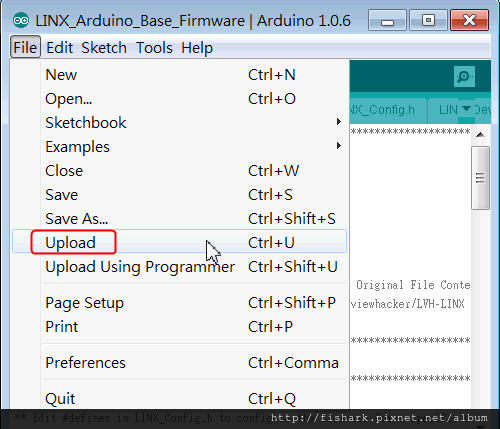 LINX_Arduino_Base_Firmware | Arduino 1.0.6
File Edit Sketch Tools Help
New Ctrl+N
Open... Ctrl+O
Sketchbook
Examples
Close Ctrl+W
Save Ctrl+S
Save As... Ctrl+Shift+S
Upload Ctrl+U
Upload Using Programmer Ctrl+Shift+U
Page Setup Ctrl+Shift+P
Print Ctrl+P
Preferences Ctrl+Comma
Quit Ctrl+Q
NX_Config.h LIN Dev
*********************
Original File Conte
viewhacker/LVH-LINX
*********************
*********************
** Edit #defines in LINX_Config.h to config
http://fishark.pixnet.net/album